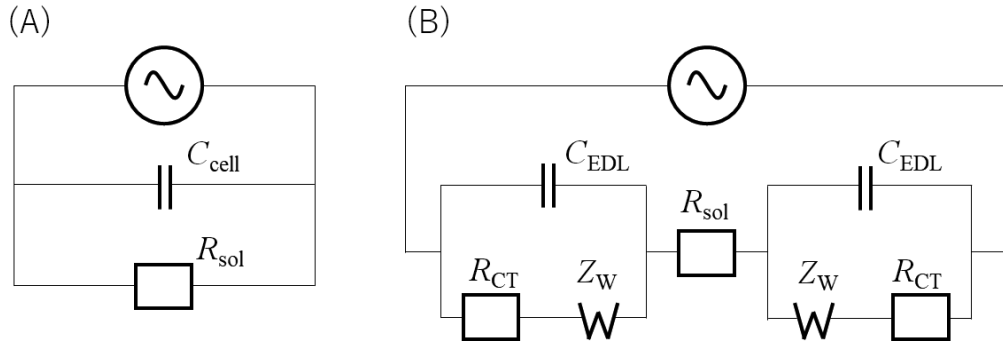 (A)
(B)
C_cell
R_sol
C_EDL
C_EDL
R_sol
R_CT
Z_W
Z_W
R_CT